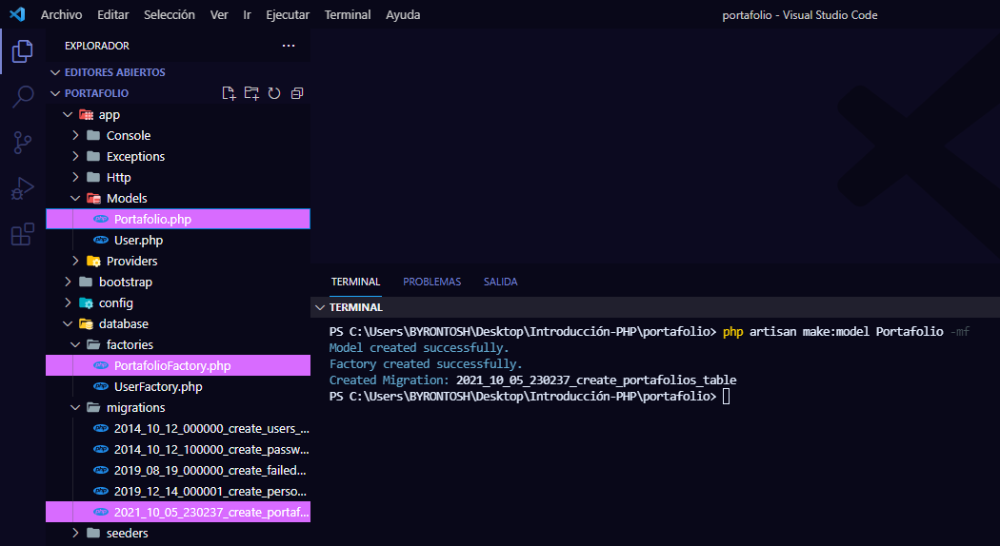 Archivo Editar Selección Ver Ir Ejecutar Terminal Ayuda portafolio - Visual Studio Code
EXPLORADOR
EDITORES ABIERTOS
PORTAFOLIO
app
Console
Exceptions
Http
Models
Portafolio.php
User.php
Providers
bootstrap
config
database
factories
PortafolioFactory.php
UserFactory.php
migrations
2014_10_12_000000_create_users_...
2014_10_12_100000_create_passw...
2019_08_19_000000_create_failed...
2019_12_14_000001_create_perso...
2021_10_05_230237_create_portaf...
seeders
TERMINAL PROBLEMAS SALIDA
TERMINAL
PS C:\Users\BYRONTOSH\Desktop\Introducción-PHP\portafolio> php artisan make:model Portafolio -mf
Model created successfully.
Factory created successfully.
Created Migration: 2021_10_05_230237_create_portafolios_table
PS C:\Users\BYRONTOSH\Desktop\Introducción-PHP\portafolio>